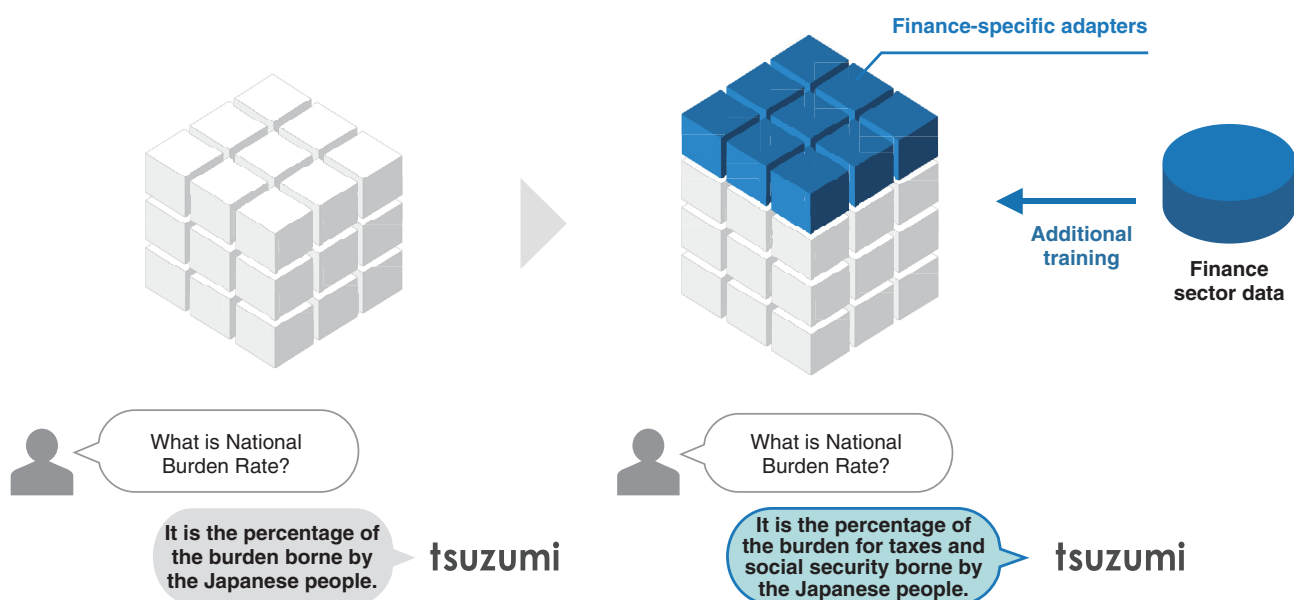 Finance-specific adapters
Additional
training
Finance
sector data
What is National
Burden Rate?
It is the percentage of
the burden borne by
the Japanese people.
tsuzumi
What is National
Burden Rate?
It is the percentage of
the burden for taxes and
social security borne by
the Japanese people.
tsuzumi